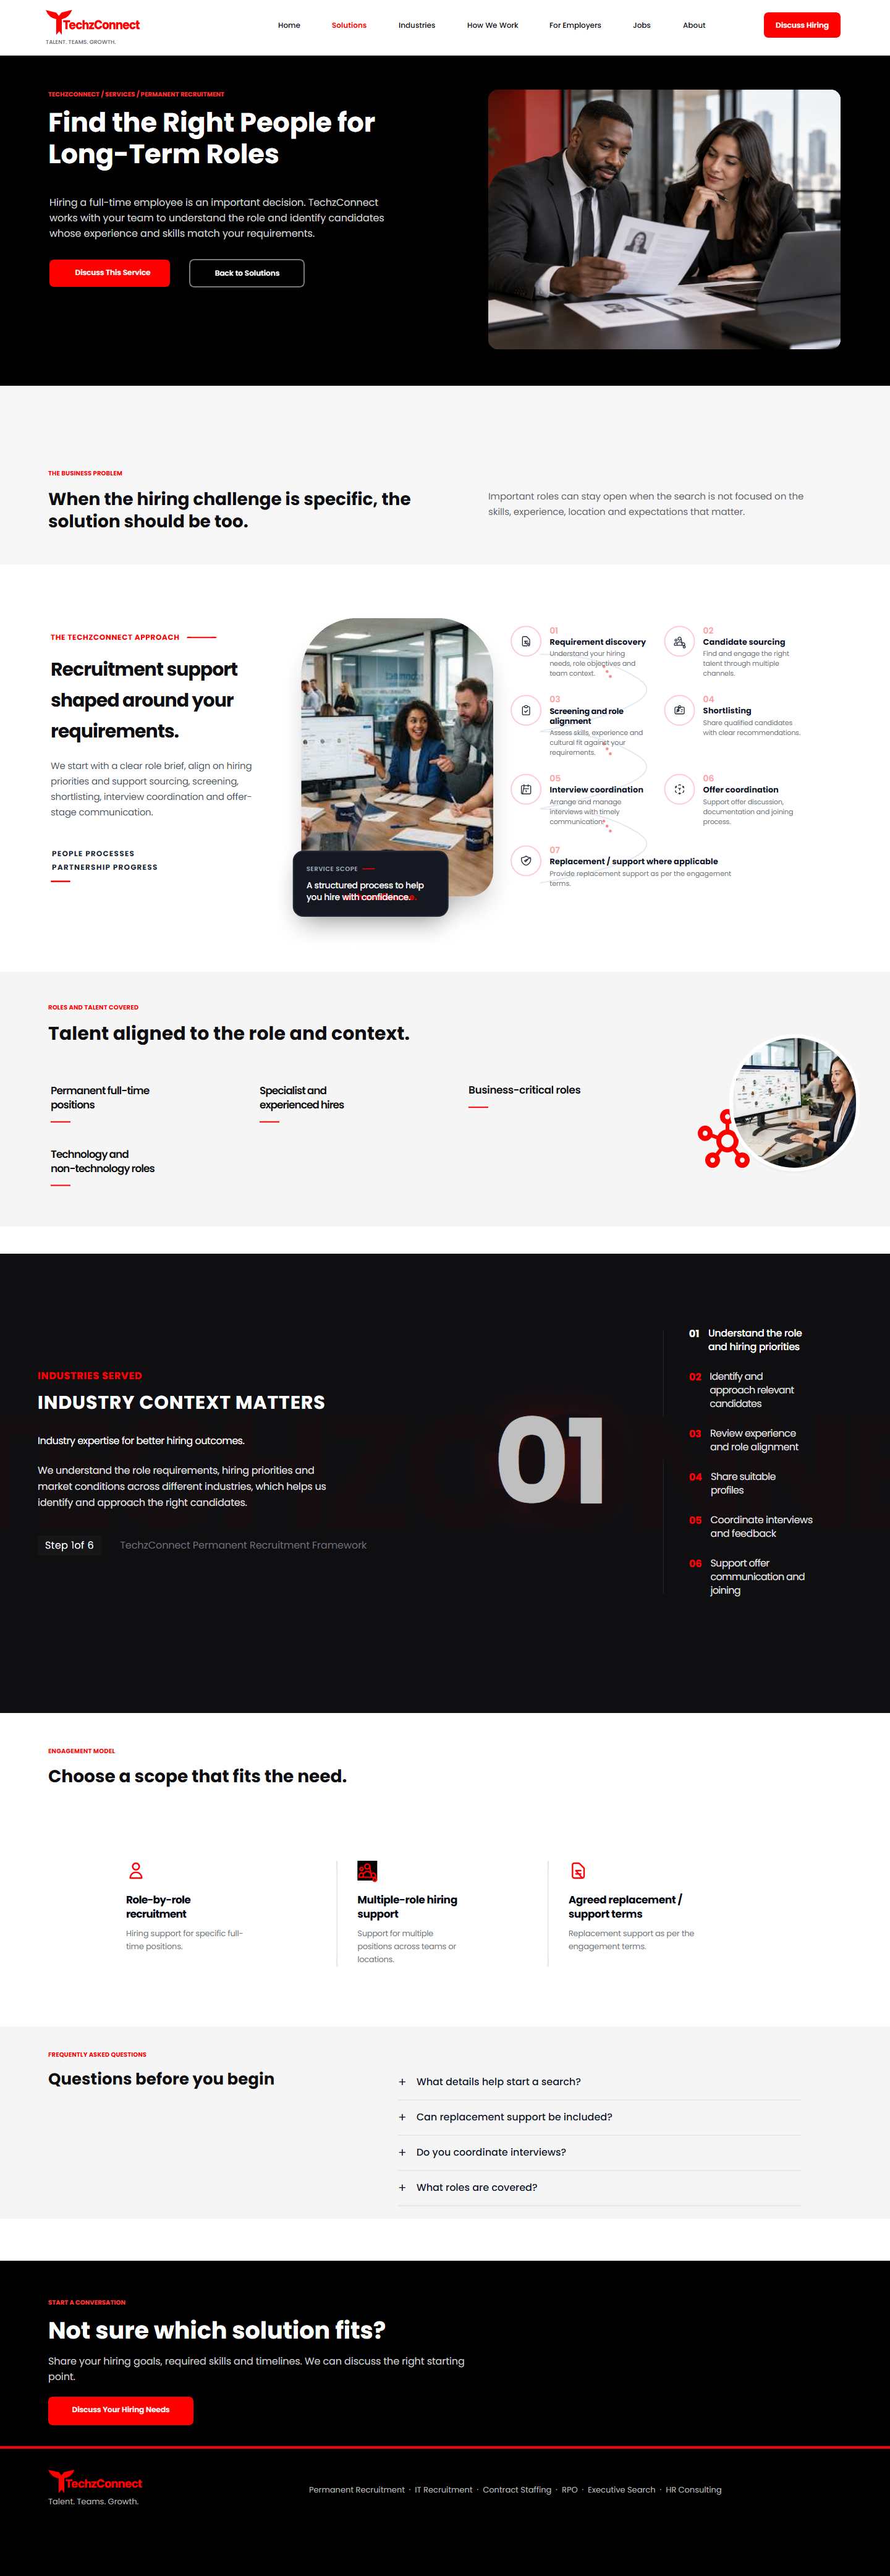 TechzConnect
TALENT. TEAMS. GROWTH.
Home
Solutions
Industries
How We Work
For Employers
Jobs
About
Discuss Hiring
TECHZCONNECT / SERVICES / PERMANENT RECRUITMENT
Find the Right People for
Long-Term Roles
Hiring a full-time employee is an important decision. TechzConnect
works with your team to understand the role and identify candidates
whose experience and skills match your requirements.
Discuss This Service
Back to Solutions
THE BUSINESS PROBLEM
When the hiring challenge is specific, the
solution should be too.
Important roles can stay open when the search is not focused on the
skills, experience, location and expectations that matter.
THE TECHZCONNECT APPROACH
Recruitment support
shaped around your
requirements.
We start with a clear role brief, align on hiring
priorities and support sourcing, screening,
shortlisting, interview coordination and offer-
stage communication.
PEOPLE PROCESSES
PARTNERSHIP PROGRESS
SERVICE SCOPE
A structured process to help
you hire with confidence.
01
Requirement discovery
Understand your hiring
needs, role objectives and
team context.
02
Candidate sourcing
Find and engage the right
talent through multiple
channels.
03
Screening and role
alignment
Assess skills, experience and
cultural fit against your
requirements.
04
Shortlisting
Share qualified candidates
with clear recommendations.
05
Interview coordination
Arrange and manage
interviews with timely
communication.
06
Offer coordination
Support offer discussion,
documentation and joining
process.
07
Replacement / support where applicable
Provide replacement support as per the engagement
terms.
ROLES AND TALENT COVERED
Talent aligned to the role and context.
Permanent full-time
positions
Specialist and
experienced hires
Business-critical roles
Technology and
non-technology roles
INDUSTRIES SERVED
INDUSTRY CONTEXT MATTERS
Industry expertise for better hiring outcomes.
We understand the role requirements, hiring priorities and
market conditions across different industries, which helps us
identify and approach the right candidates.
Step 1of 6
TechzConnect Permanent Recruitment Framework
01
01 Understand the role
and hiring priorities
02 Identify and
approach relevant
candidates
03 Review experience
and role alignment
04 Share suitable
profiles
05 Coordinate interviews
and feedback
06 Support offer
communication and
joining
ENGAGEMENT MODEL
Choose a scope that fits the need.
Role-by-role
recruitment
Hiring support for specific full-
time positions.
Multiple-role hiring
support
Support for multiple
positions across teams or
locations.
Agreed replacement /
support terms
Replacement support as per the
engagement terms.
FREQUENTLY ASKED QUESTIONS
Questions before you begin
+ What details help start a search?
+ Can replacement support be included?
+ Do you coordinate interviews?
+ What roles are covered?
START A CONVERSATION
Not sure which solution fits?
Share your hiring goals, required skills and timelines. We can discuss the right starting
point.
Discuss Your Hiring Needs
TechzConnect
Talent. Teams. Growth.
Permanent Recruitment · IT Recruitment · Contract Staffing · RPO · Executive Search · HR Consulting